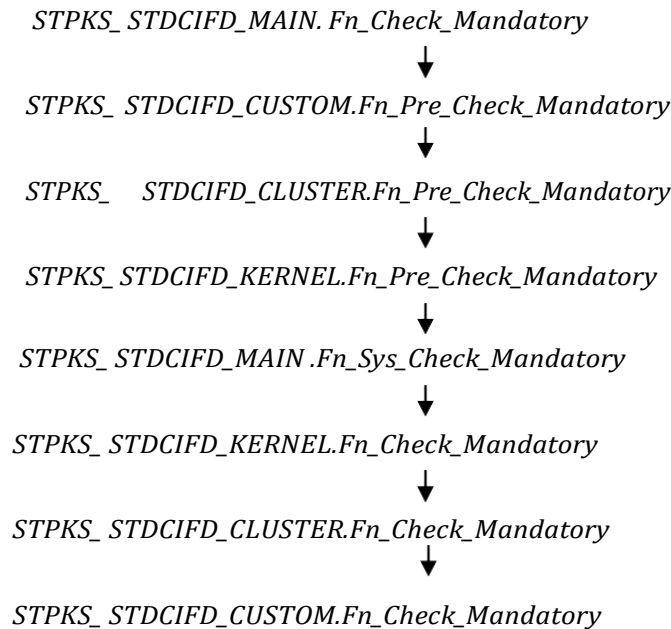 STPKS_ STDCIFD_MAIN. Fn_Check_Mandatory
STPKS_ STDCIFD_CUSTOM.Fn_Pre_Check_Mandatory
STPKS_ STDCIFD_CLUSTER.Fn_Pre_Check_Mandatory
STPKS_ STDCIFD_KERNEL.Fn_Pre_Check_Mandatory
STPKS_ STDCIFD_MAIN .Fn_Sys_Check_Mandatory
STPKS_ STDCIFD_KERNEL.Fn_Check_Mandatory
STPKS_ STDCIFD_CLUSTER.Fn_Check_Mandatory
STPKS_ STDCIFD_CUSTOM.Fn_Check_Mandatory